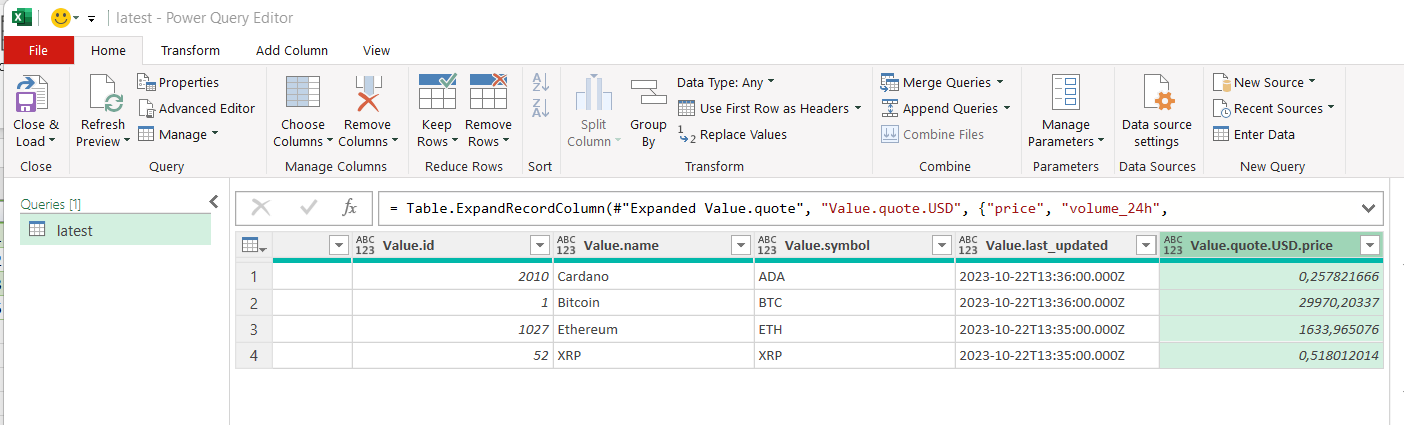 latest - Power Query Editor
File Home Transform Add Column View
Close & Load
Refresh Preview
Properties
Advanced Editor
Manage
Choose Columns
Remove Columns
Keep Rows
Remove Rows
Split Column
Group By
Data Type: Any
Use First Row as Headers
Replace Values
Merge Queries
Append Queries
Combine Files
Manage Parameters
Data source settings
New Source
Recent Sources
Enter Data
Close Query Manage Columns Reduce Rows Sort Transform Combine Parameters Data Sources New Query
Queries [1]
latest
fx = Table.ExpandRecordColumn(#"Expanded Value.quote", "Value.quote.USD", {"price", "volume_24h",
ABC 123 Value.id ABC 123 Value.name ABC 123 Value.symbol ABC 123 Value.last_updated ABC 123 Value.quote.USD.price
1 2010 Cardano ADA 2023-10-22T13:36:00.000Z 0,257821666
2 1 Bitcoin BTC 2023-10-22T13:36:00.000Z 29970,20337
3 1027 Ethereum ETH 2023-10-22T13:35:00.000Z 1633,965076
4 52 XRP XRP 2023-10-22T13:35:00.000Z 0,518012014